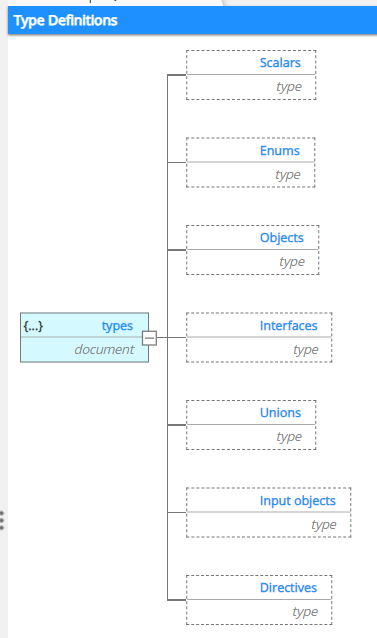 Type Definitions
Scalars
type
Enums
type
Objects
type
{...} types
document
Interfaces
type
Unions
type
Input objects
type
Directives
type